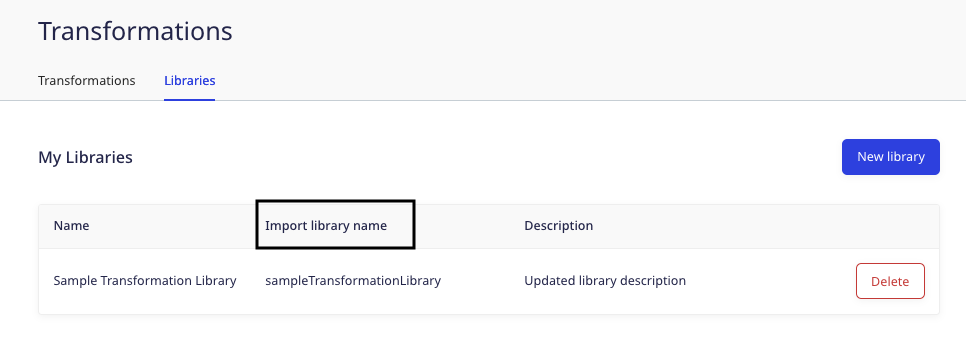 Transformations
Transformations Libraries
My Libraries
New library
Name Import library name Description
Sample Transformation Library sampleTransformationLibrary Updated library description Delete